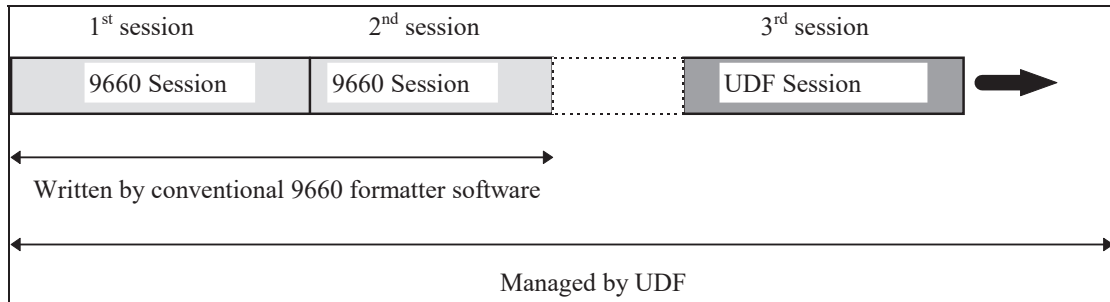 1st session 2nd session 3rd session
9660 Session 9660 Session UDF Session
Written by conventional 9660 formatter software
Managed by UDF